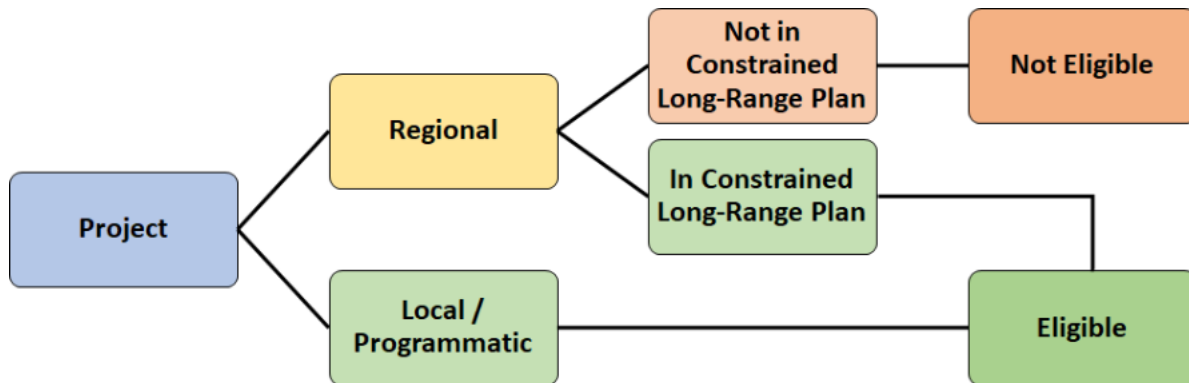 Not in
Constrained
Long-Range Plan
Not Eligible
Regional
In Constrained
Long-Range Plan
Project
Local /
Programmatic
Eligible